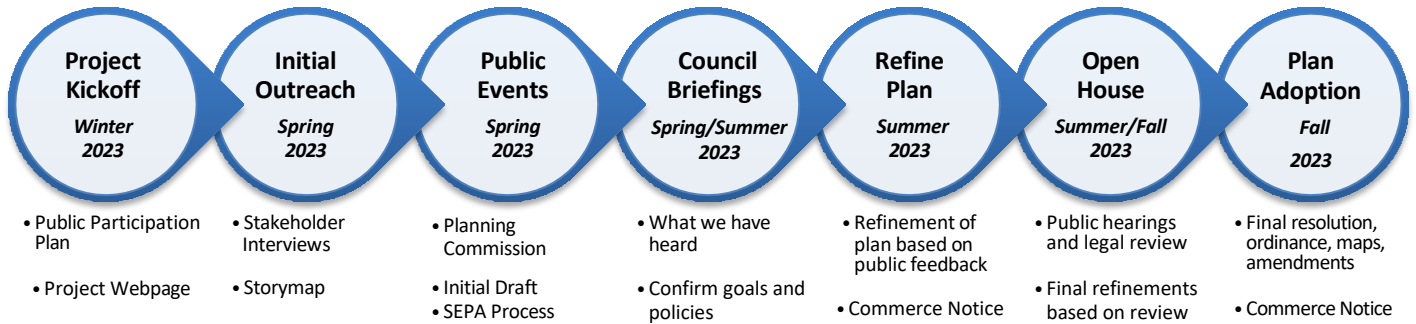 Project
Kickoff
Winter
2023
• Public Participation
Plan
• Project Webpage
Initial
Outreach
Spring
2023
• Stakeholder
Interviews
• Storymap
Public
Events
Spring
2023
• Planning
Commission
• Initial Draft
• SEPA Process
Council
Briefings
Spring/Summer
2023
• What we have
heard
• Confirm goals and
policies
Refine
Plan
Summer
2023
• Refinement of
plan based on
public feedback
• Commerce Notice
Open
House
Summer/Fall
2023
• Public hearings
and legal review
• Final refinements
based on review
Plan
Adoption
Fall
2023
• Final resolution,
ordinance, maps,
amendments
• Commerce Notice